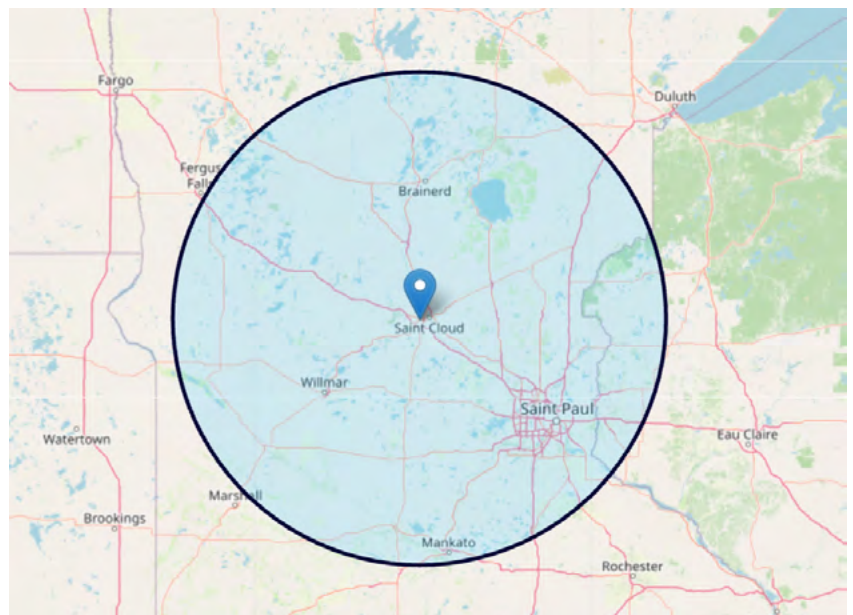 Fargo
Duluth
Fergus
Falls
Brainerd
Saint Cloud
Willmar
Saint Paul
Watertown
Eau Claire
Marshall
Brookings
Mankato
Rochester